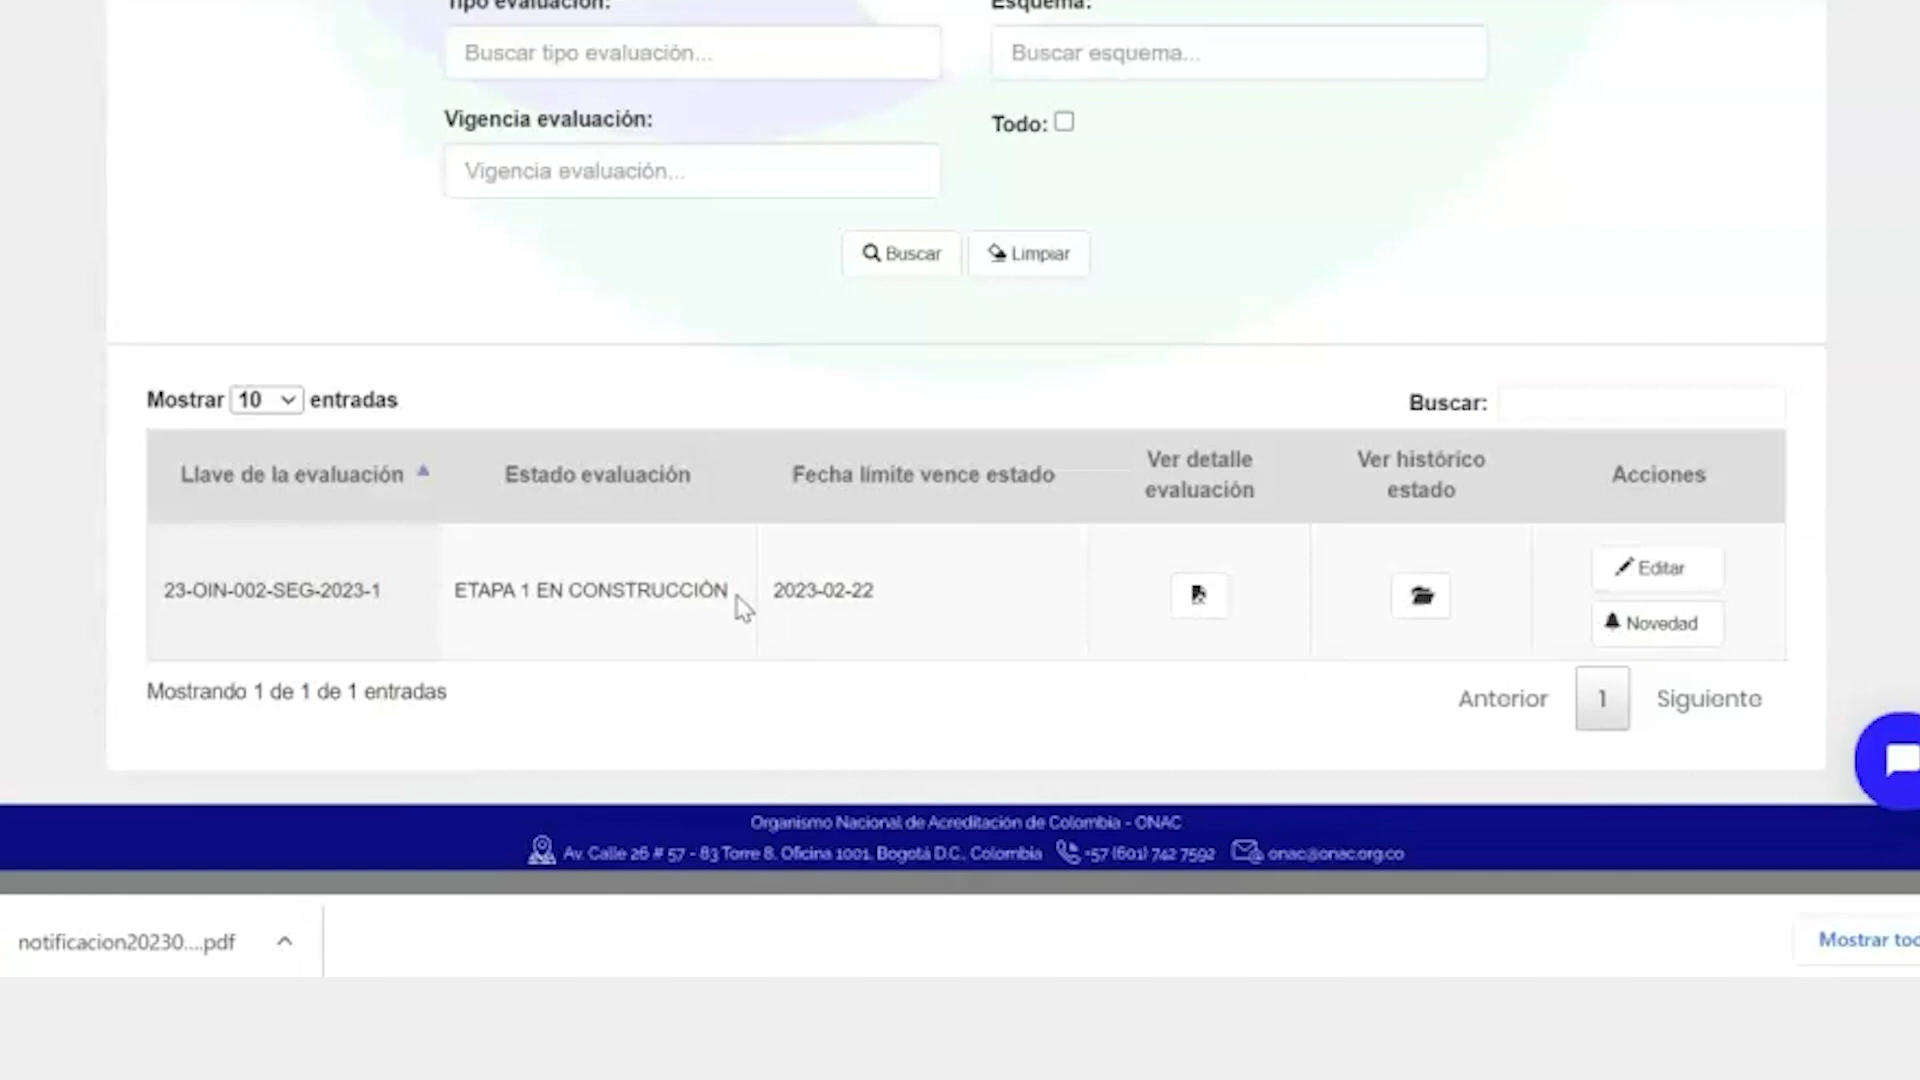 Tipo evaluación:
Esquema:
Buscar tipo evaluación...
Buscar esquema...
Vigencia evaluación:
Todo:
Vigencia evaluación...
Buscar
Limpiar
Mostrar 10 entradas
Buscar:
Llave de la evaluación
Estado evaluación
Fecha límite vence estado
Ver detalle
evaluación
Ver histórico
estado
Acciones
23-OIN-002-SEG-2023-1
ETAPA 1 EN CONSTRUCCIÓN
2023-02-22
Editar
Novedad
Mostrando 1 de 1 de 1 entradas
Anterior
1
Siguiente
Organismo Nacional de Acreditación de Colombia - ONAC
Av. Calle 26 # 57 - 83 Torre 8, Oficina 1001, Bogotá D.C., Colombia
+57 (601) 742 7592
onac@onac.org.co
notificacion20230....pdf
Mostrar